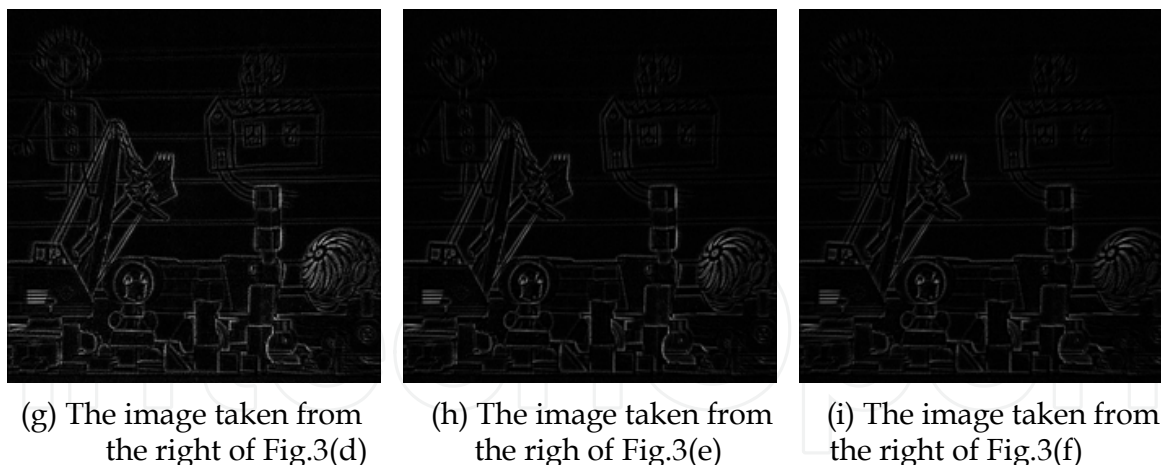 (g) The image taken from
the right of Fig.3(d)
(h) The image taken from
the righ of Fig.3(e)
(i) The image taken from
the right of Fig.3(f)